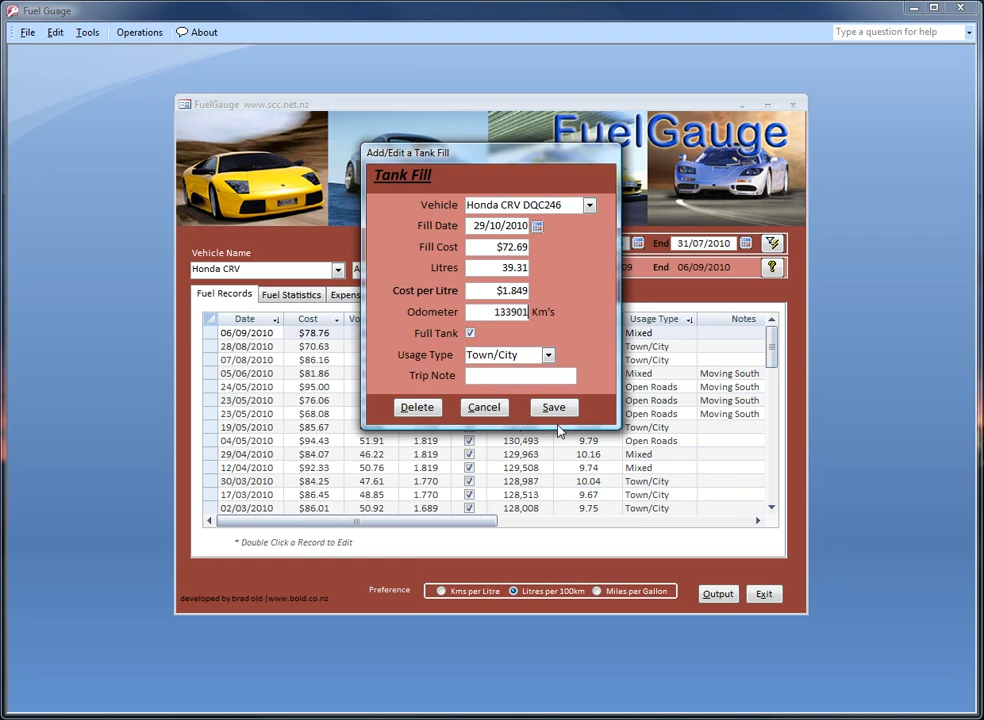 Fuel Guage
File Edit Tools Operations About
Type a question for help
FuelGauge www.scc.net.nz
FuelGauge
Add/Edit a Tank Fill
Tank Fill
Vehicle Honda CRV DQC246
Fill Date 29/10/2010
Fill Cost $72.69
Litres 39.31
Cost per Litre $1.849
Odometer 133901 Km's
Full Tank
Usage Type Town/City
Trip Note
Delete Cancel Save
End 31/07/2010
09 End 06/09/2010 ?
Vehicle Name
Honda CRV
Fuel Records Fuel Statistics Expens
Date Cost Vo Usage Type Notes
06/09/2010 $78.76 Mixed
28/08/2010 $70.63 Town/City
07/08/2010 $86.16 Town/City
05/06/2010 $81.86 Mixed Moving South
24/05/2010 $95.00 Open Roads Moving South
23/05/2010 $76.06 Open Roads Moving South
23/05/2010 $68.08 Open Roads Moving South
19/05/2010 $85.67 Town/City
04/05/2010 $94.43 51.91 1.819 130,493 9.79 Open Roads
29/04/2010 $84.07 46.22 1.819 129,963 10.16 Mixed
12/04/2010 $92.33 50.76 1.819 129,508 9.74 Mixed
30/03/2010 $84.25 47.61 1.770 128,987 10.04 Town/City
17/03/2010 $86.45 48.85 1.770 128,513 9.67 Town/City
02/03/2010 $86.01 50.92 1.689 128,008 9.75 Town/City
* Double Click a Record to Edit
Preference Kms per Litre Litres per 100km Miles per Gallon
Output Exit
developed by brad old |www.bold.co.nz